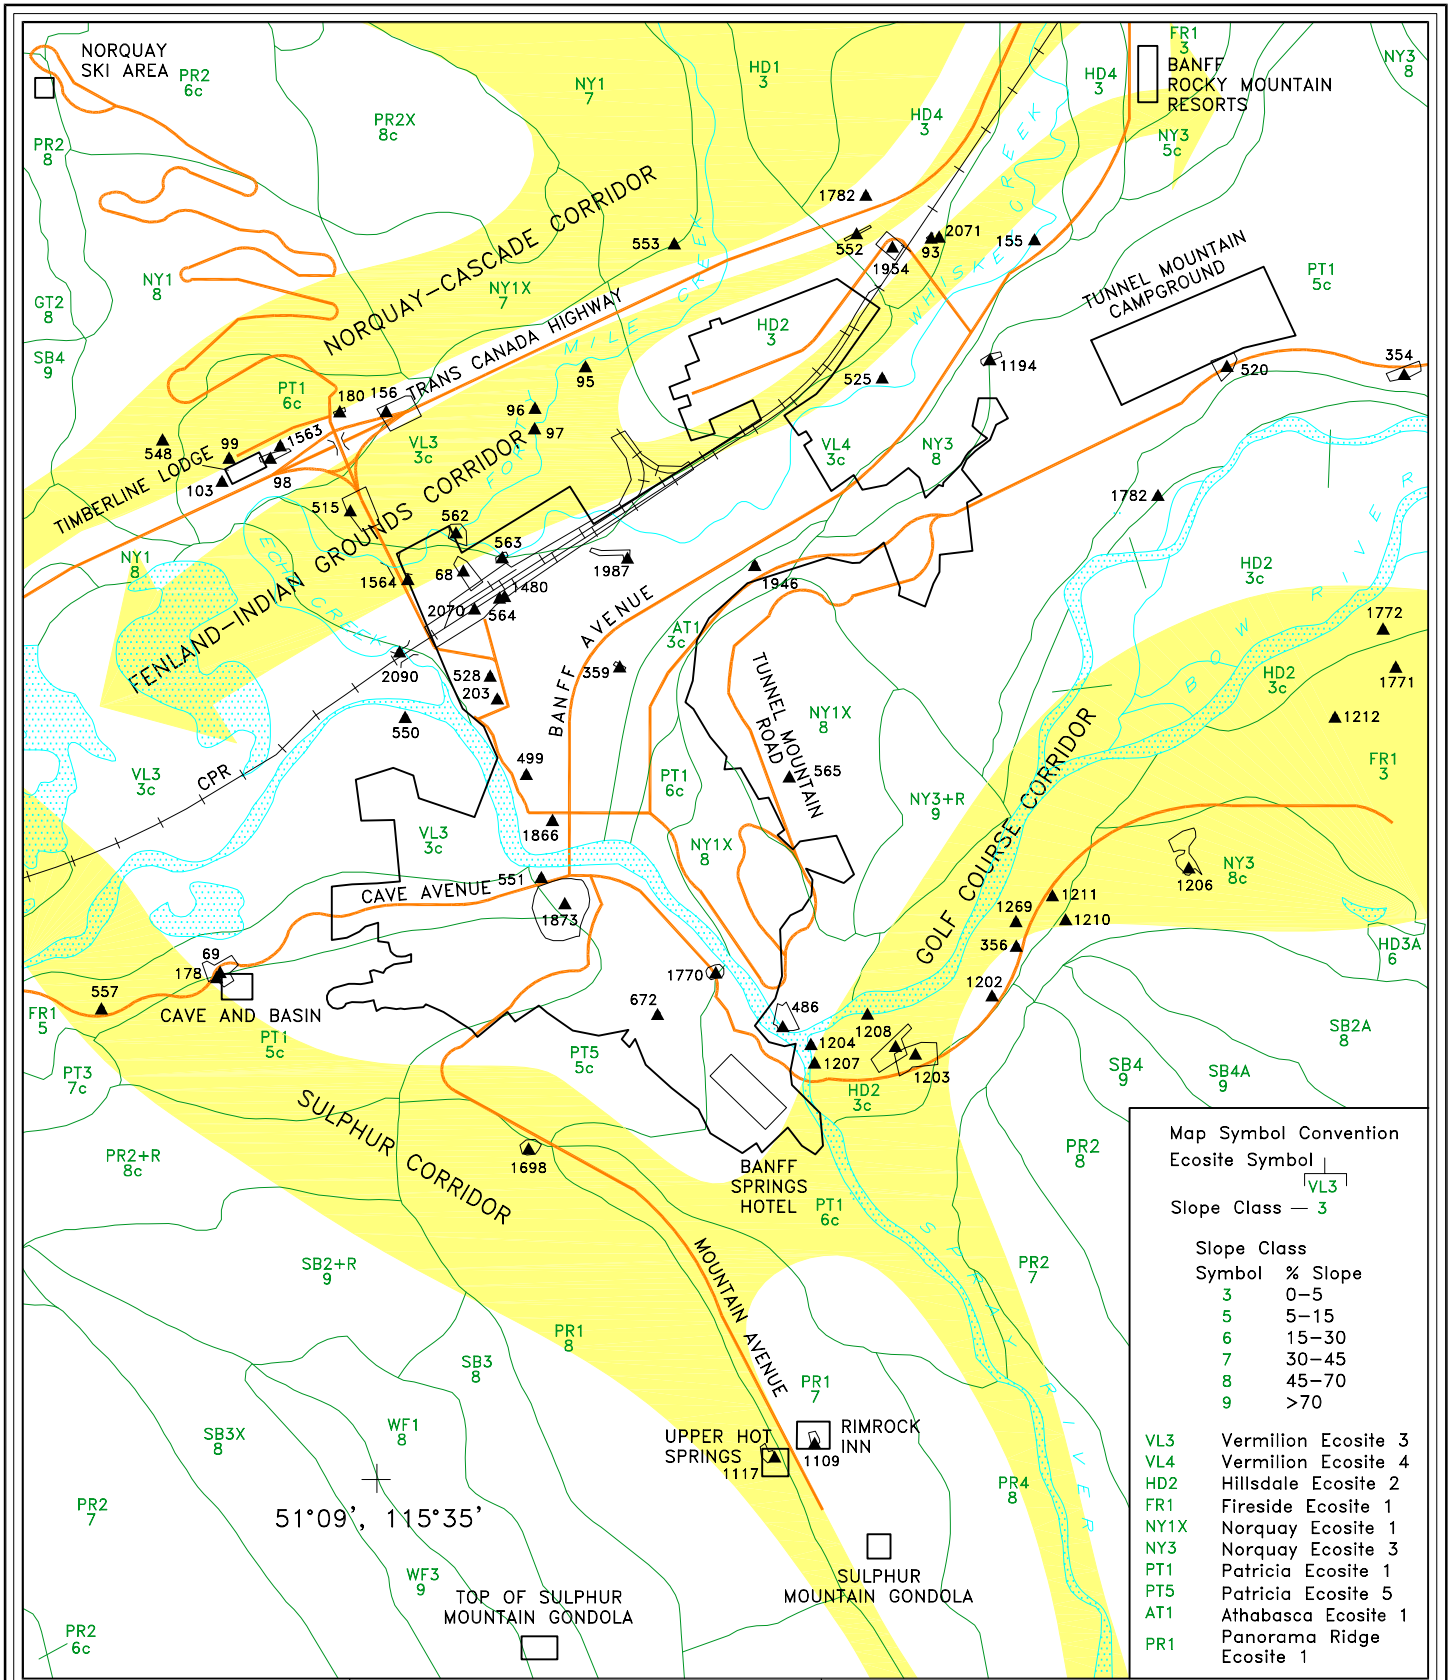 NORQUAY
SKI AREA
PR2
6c
PR2X
8c
NY1
7
HD1
3
HD4
3
HD4
3
FR1
3
BANFF
ROCKY MOUNTAIN
RESORTS
NY3
8
NY3
5c
PR2
8
1782
553
552
1954
93
2071
155
WHISKEY CREEK
NORQUAY-CASCADE CORRIDOR
NY1X
7
NY1
8
GT2
8
SB4
9
TRANS CANADA HIGHWAY
FORTY MILE CREEK
HD2
3
TUNNEL MOUNTAIN
CAMPGROUND
PT1
5c
PT1
6c
180
156
95
96
97
525
1194
520
354
548
99
1563
98
103
TIMBERLINE LODGE
VL3
3c
VL4
3c
NY3
8
1782
515
562
563
68
1564
1480
564
2070
1987
1946
NY1
8
ECHO CREEK
FENLAND-INDIAN GROUNDS CORRIDOR
2090
528
203
550
499
1866
359
BANFF AVENUE
AT1
3c
HD2
3c
BOW RIVER
1772
1771
1212
HD2
3c
FR1
3
TUNNEL MOUNTAIN
ROAD
NY1X
8
565
PT1
6c
NY1X
8
NY3+R
9
GOLF COURSE CORRIDOR
VL3
3c
CPR
VL3
3c
CAVE AVENUE
551
1873
1206
NY3
8c
1211
1210
1269
356
1202
HD3A
6
69
178
557
FR1
5
CAVE AND BASIN
PT1
5c
PT3
7c
1770
672
486
1208
1204
1207
1203
PT5
5c
HD2
3c
SB2A
8
SB4
9
SB4A
9
SULPHUR CORRIDOR
PR2+R
8c
1698
BANFF
SPRINGS
HOTEL
PT1
6c
PR2
8
PR2
7
SPRAY RIVER
SB2+R
9
MOUNTAIN AVENUE
PR1
8
SB3
8
PR1
7
WF1
8
SB3X
8
UPPER HOT
SPRINGS
1117
RIMROCK
INN
1109
PR4
8
PR2
7
51°09', 115°35'
WF3
9
TOP OF SULPHUR
MOUNTAIN GONDOLA
SULPHUR
MOUNTAIN GONDOLA
PR2
6c
Map Symbol Convention
Ecosite Symbol
VL3
Slope Class — 3
Slope Class
Symbol % Slope
3 0-5
5 5-15
6 15-30
7 30-45
8 45-70
9 >70
VL3 Vermilion Ecosite 3
VL4 Vermilion Ecosite 4
HD2 Hillsdale Ecosite 2
FR1 Fireside Ecosite 1
NY1X Norquay Ecosite 1
NY3 Norquay Ecosite 3
PT1 Patricia Ecosite 1
PT5 Patricia Ecosite 5
AT1 Athabasca Ecosite 1
PR1 Panorama Ridge
Ecosite 1